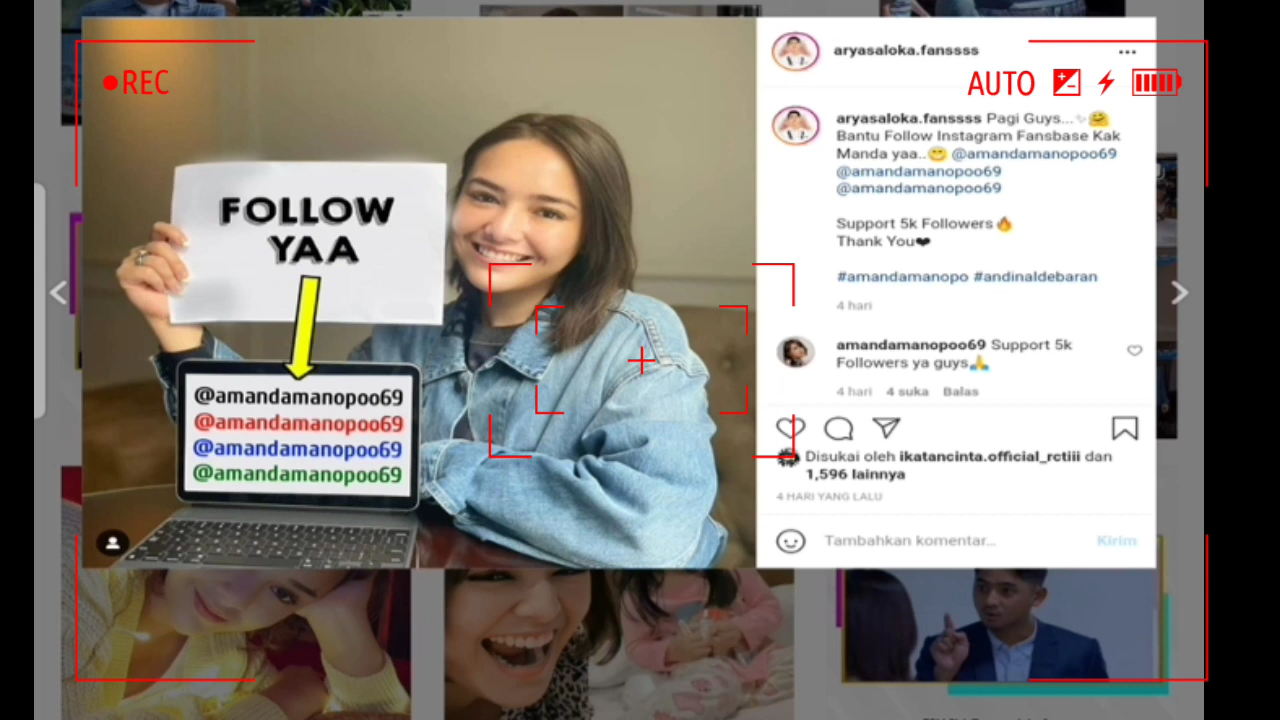 REC
AUTO
aryasaloka.fanssss
aryasaloka.fanssss Pagi Guys...✨🤗
Bantu Follow Instagram Fansbase Kak
Manda yaa..😁 @amandamanopoo69
@amandamanopoo69
@amandamanopoo69
Support 5k Followers🔥
Thank You❤
#amandamanopo #andinaldebaran
4 hari
amandamanopoo69 Support 5k
Followers ya guys🙏
4 hari 4 suka Balas
Disukai oleh ikatancinta.official_rctiii dan
1,596 lainnya
4 HARI YANG LALU
Tambahkan komentar... Kirim
FOLLOW
YAA
@amandamanopoo69
@amandamanopoo69
@amandamanopoo69
@amandamanopoo69